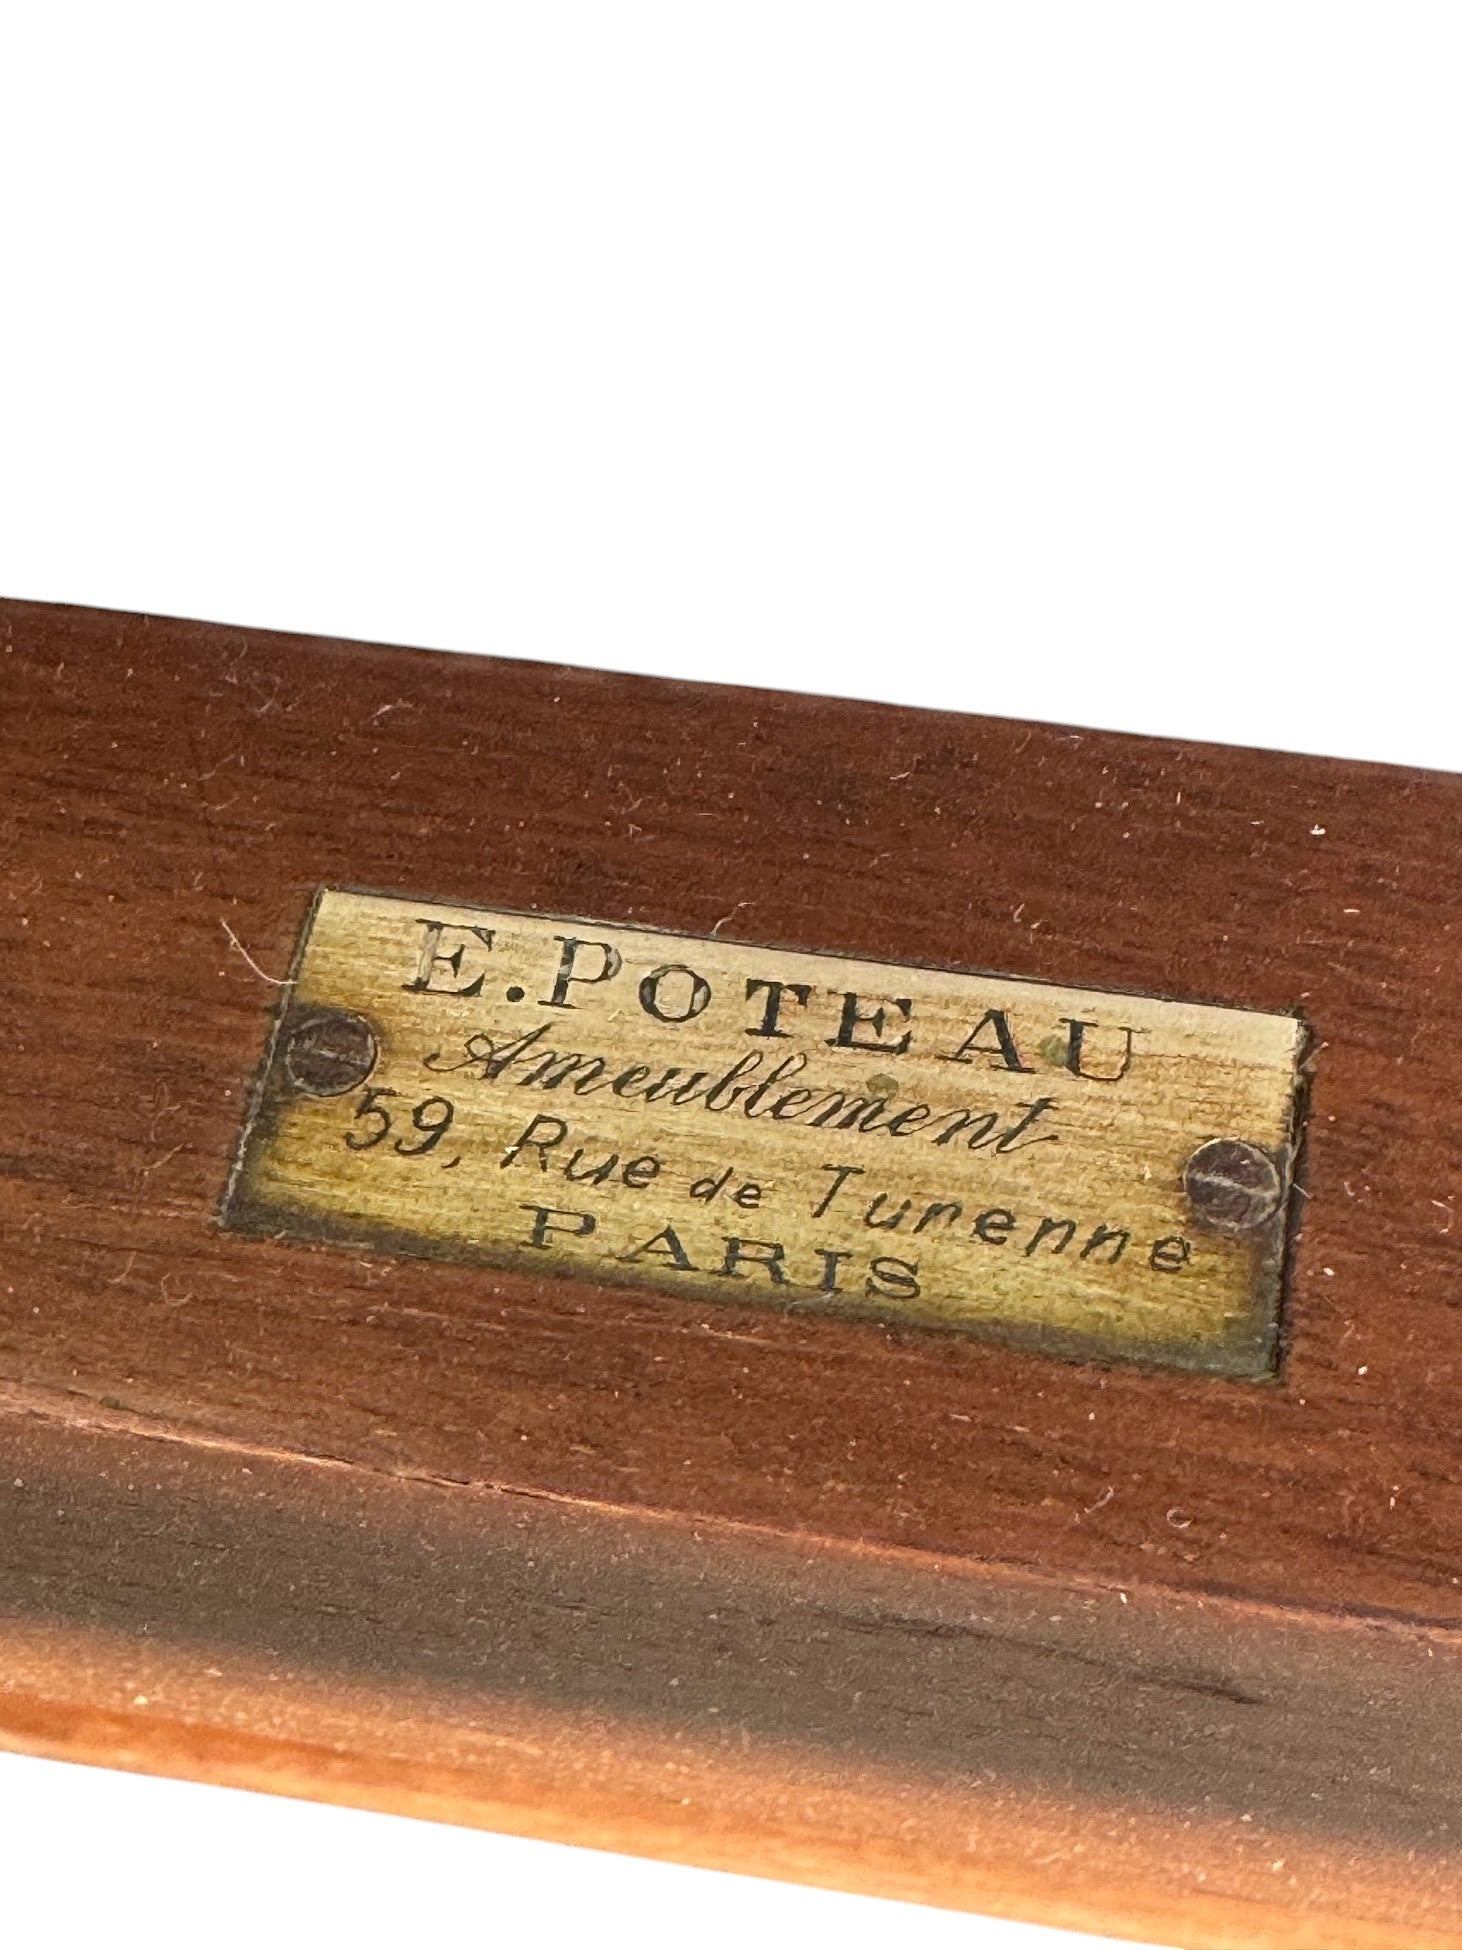 E. POTEAU
Ameublement
59, Rue de Turenne
PARIS